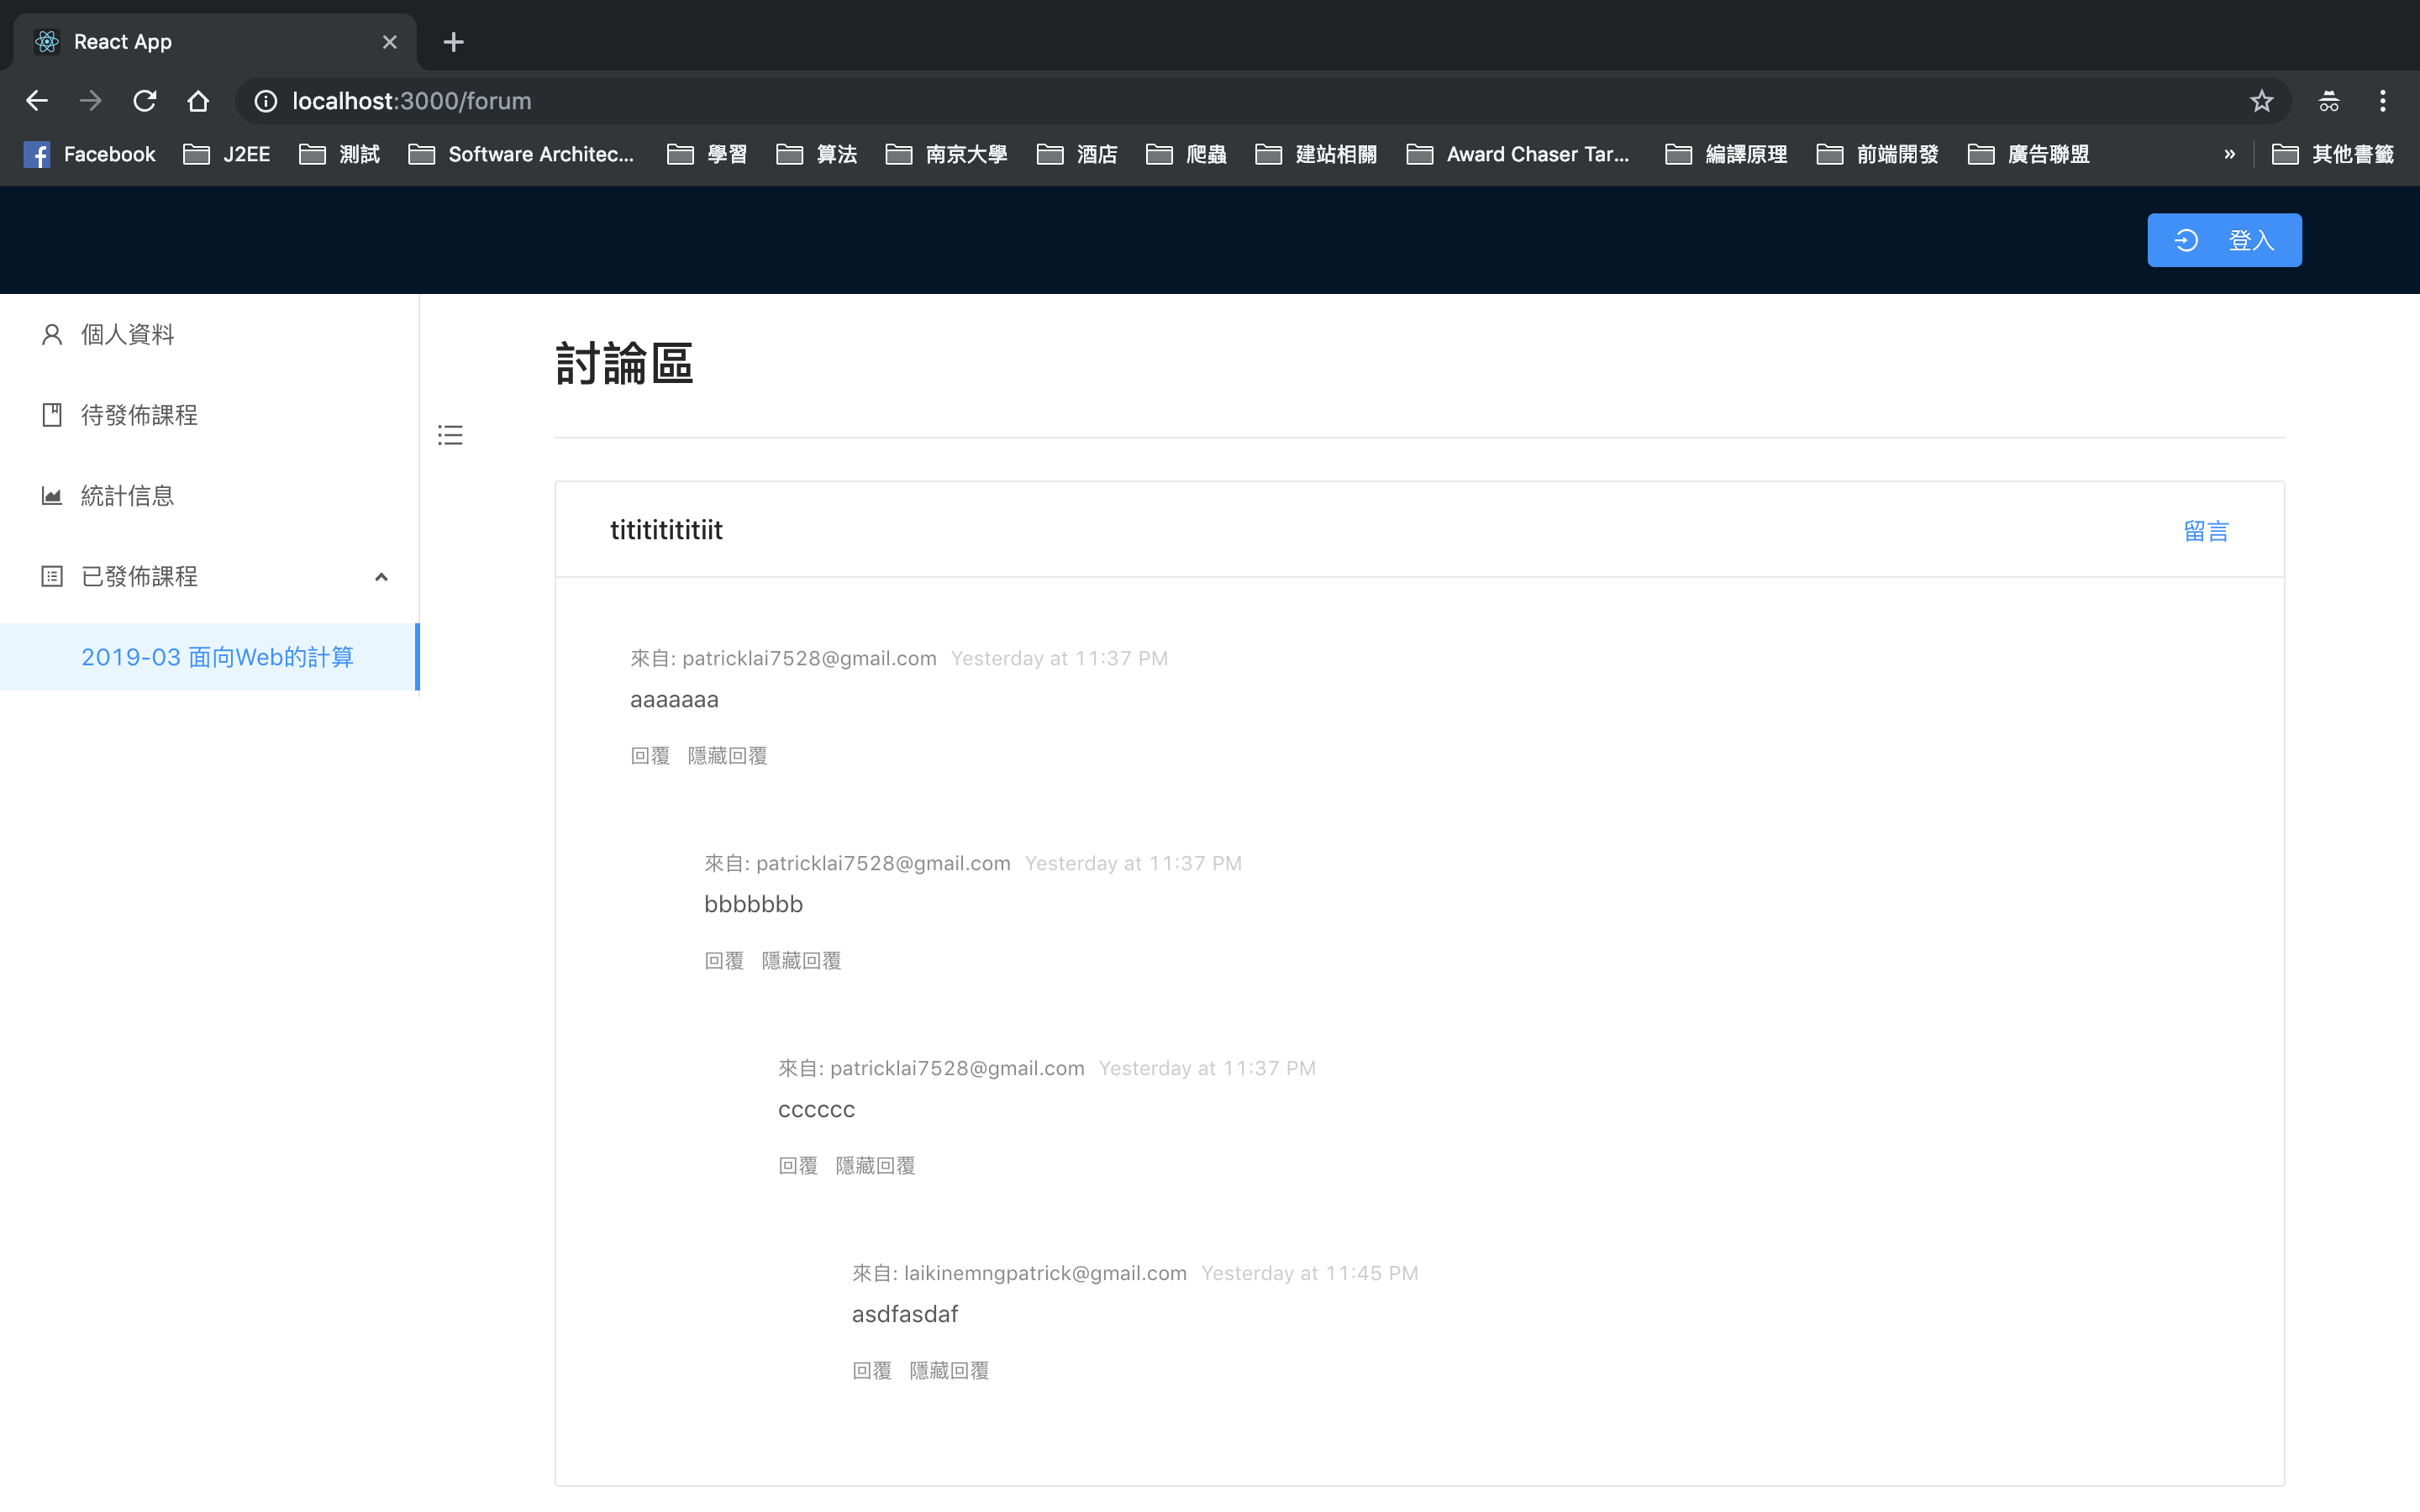 React App
localhost:3000/forum
Facebook J2EE 測試 Software Architec... 學習 算法 南京大學 酒店 爬蟲 建站相關 Award Chaser Tar... 編譯原理 前端開發 廣告聯盟 » 其他書籤
登入
個人資料
待發佈課程
統計信息
已發佈課程
2019-03 面向Web的計算
討論區
titititititiit
留言
來自: patricklai7528@gmail.com Yesterday at 11:37 PM
aaaaaaa
回覆 隱藏回覆
來自: patricklai7528@gmail.com Yesterday at 11:37 PM
bbbbbbb
回覆 隱藏回覆
來自: patricklai7528@gmail.com Yesterday at 11:37 PM
cccccc
回覆 隱藏回覆
來自: laikinemngpatrick@gmail.com Yesterday at 11:45 PM
asdfasdaf
回覆 隱藏回覆